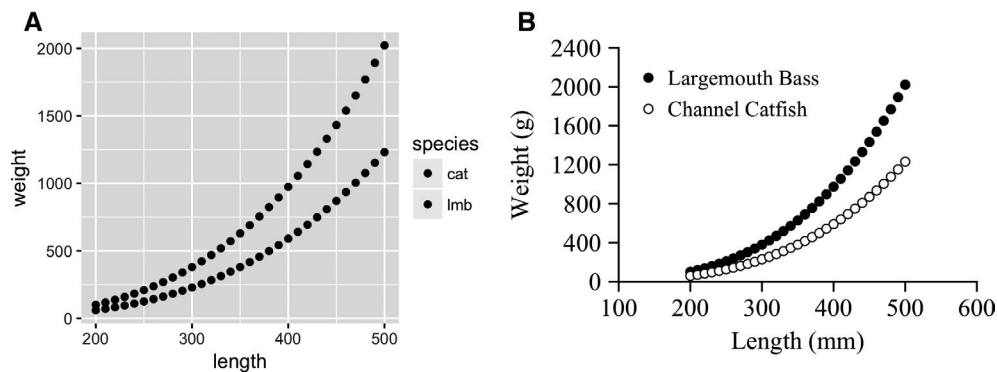 A
2000
1500
1000
500
0
weight
200
300
400
500
length
species
cat
lmb
B
2400
2000
1600
1200
800
400
0
Weight (g)
Largemouth Bass
Channel Catfish
100
200
300
400
500
600
Length (mm)